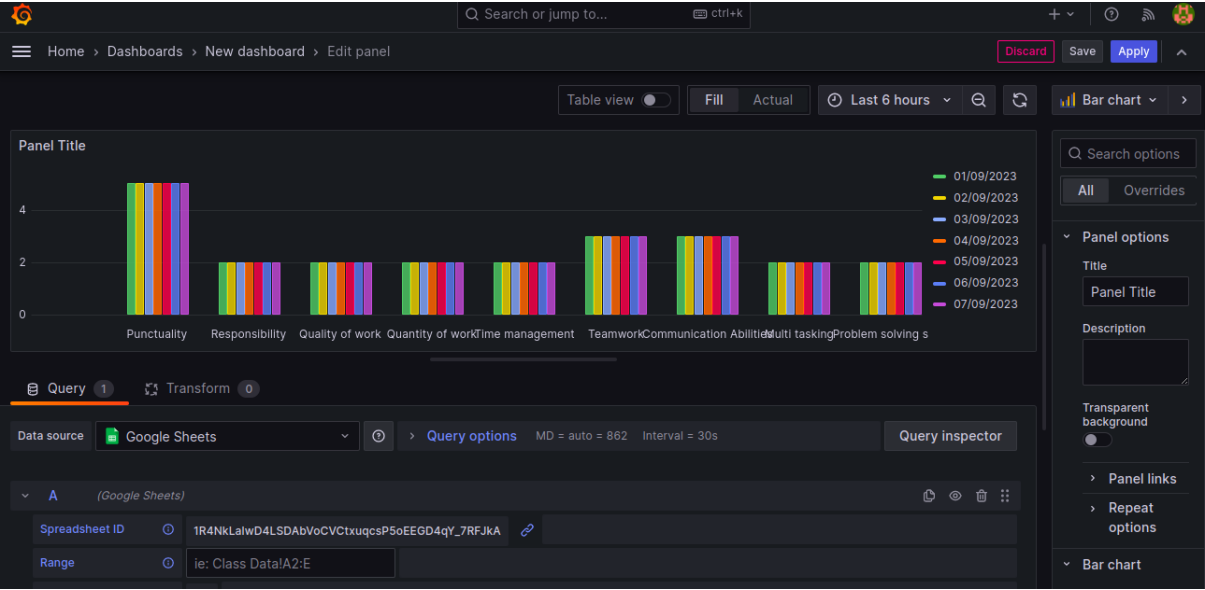 Search or jump to... ctrl+k
Home › Dashboards › New dashboard › Edit panel
Discard Save Apply
Table view Fill Actual Last 6 hours Bar chart
Panel Title
Search options
All Overrides
01/09/2023
02/09/2023
03/09/2023
04/09/2023
05/09/2023
06/09/2023
07/09/2023
4
2
0
Punctuality Responsibility Quality of work Quantity of work Time management Teamwork Communication Abilities Multi tasking Problem solving s
Panel options
Title
Panel Title
Description
Transparent
background
Panel links
Repeat
options
Bar chart
Query 1 Transform 0
Data source Google Sheets Query options MD = auto = 862 Interval = 30s Query inspector
A (Google Sheets)
Spreadsheet ID 1R4NkLalwD4LSDAbVoCVCtxuqcsP5oEEGD4qY_7RFJkA
Range ie: Class Data!A2:E